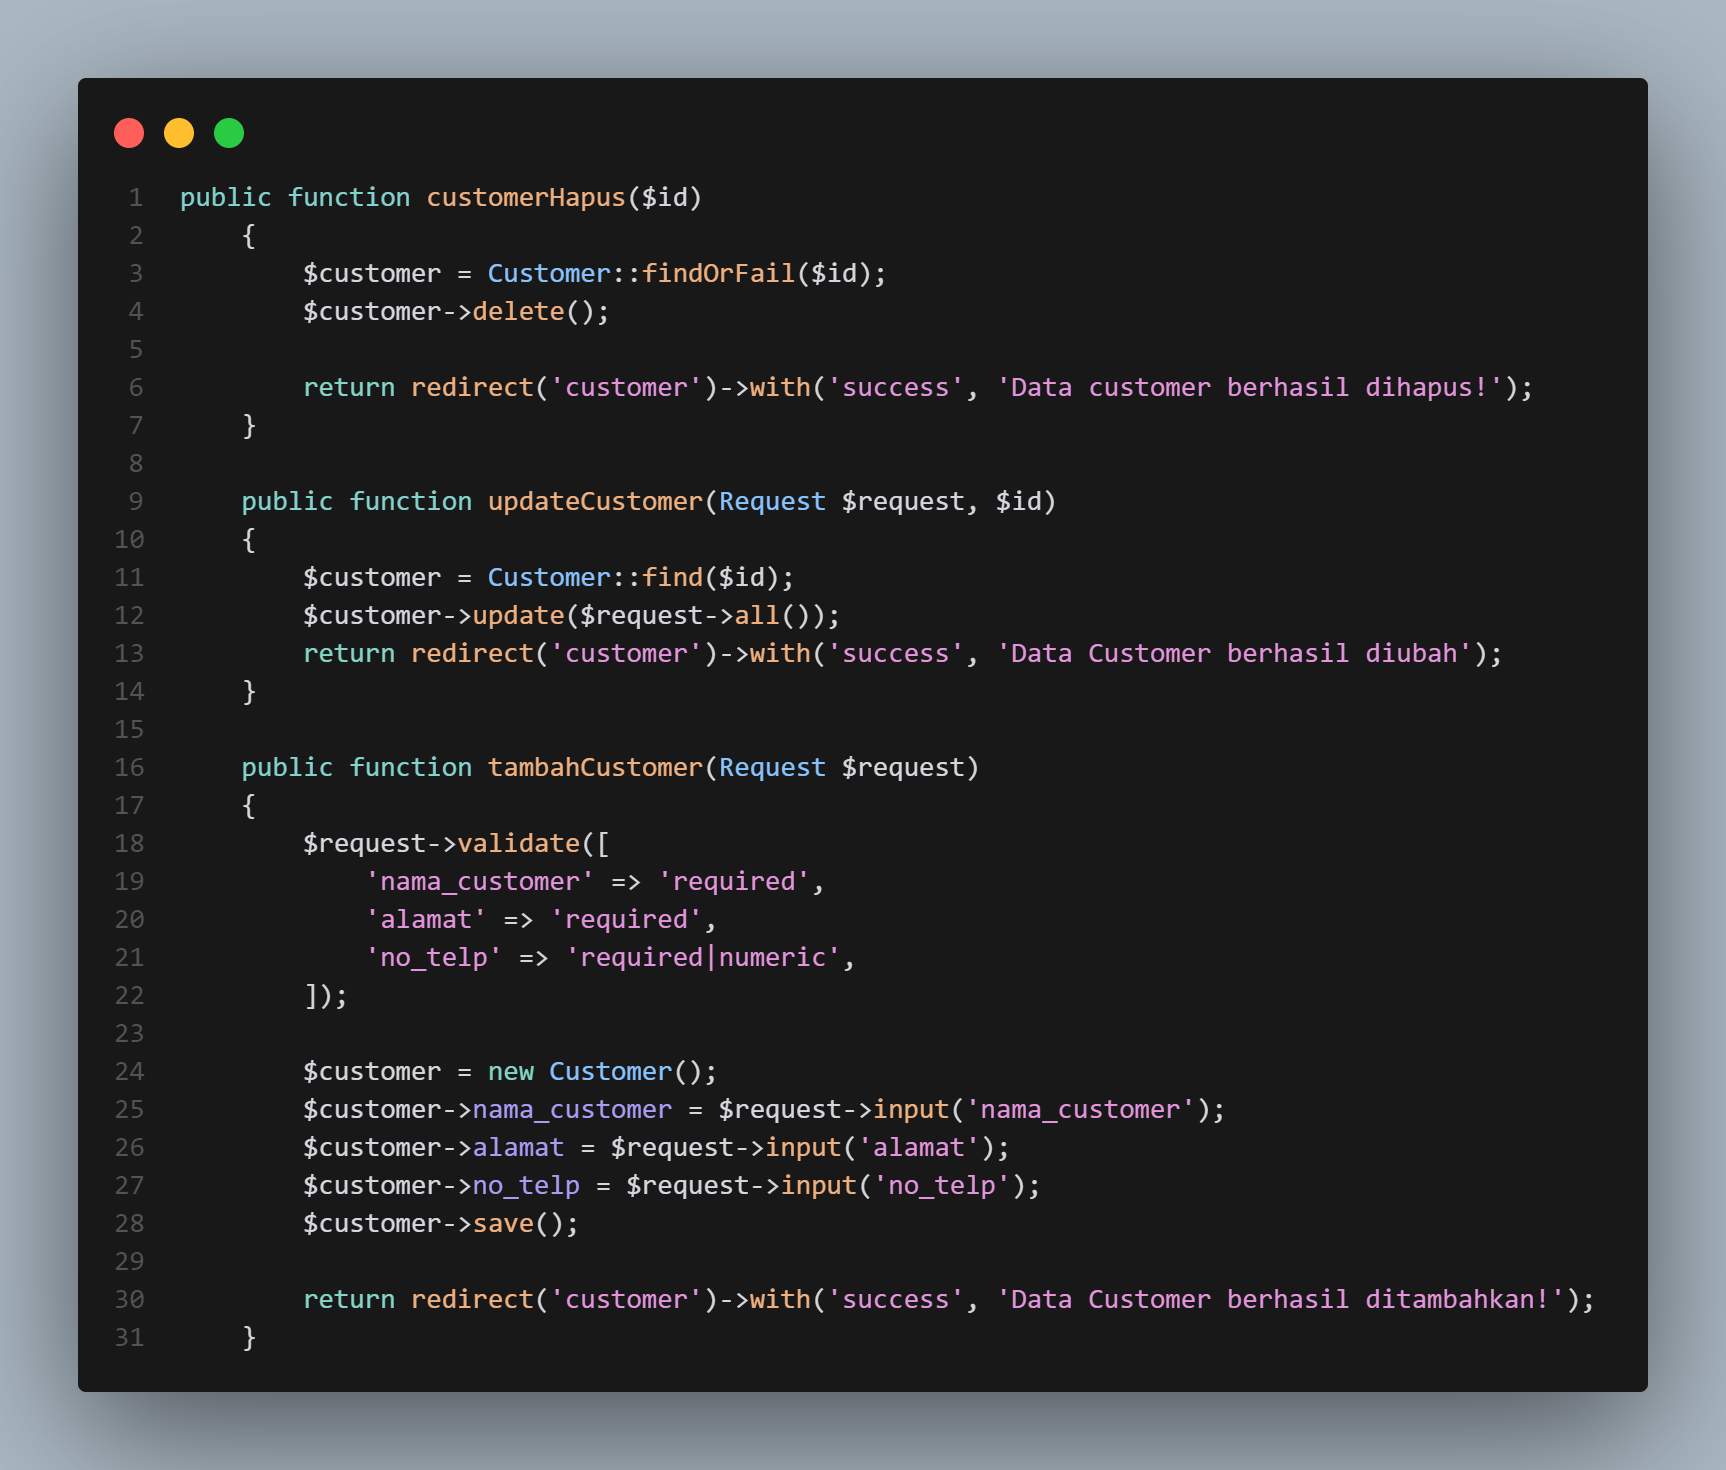 1 public function customerHapus($id)
2 {
3 $customer = Customer::findOrFail($id);
4 $customer->delete();
5
6 return redirect('customer')->with('success', 'Data customer berhasil dihapus!');
7 }
8
9 public function updateCustomer(Request $request, $id)
10 {
11 $customer = Customer::find($id);
12 $customer->update($request->all());
13 return redirect('customer')->with('success', 'Data Customer berhasil diubah');
14 }
15
16 public function tambahCustomer(Request $request)
17 {
18 $request->validate([
19 'nama_customer' => 'required',
20 'alamat' => 'required',
21 'no_telp' => 'required|numeric',
22 ]);
23
24 $customer = new Customer();
25 $customer->nama_customer = $request->input('nama_customer');
26 $customer->alamat = $request->input('alamat');
27 $customer->no_telp = $request->input('no_telp');
28 $customer->save();
29
30 return redirect('customer')->with('success', 'Data Customer berhasil ditambahkan!');
31 }